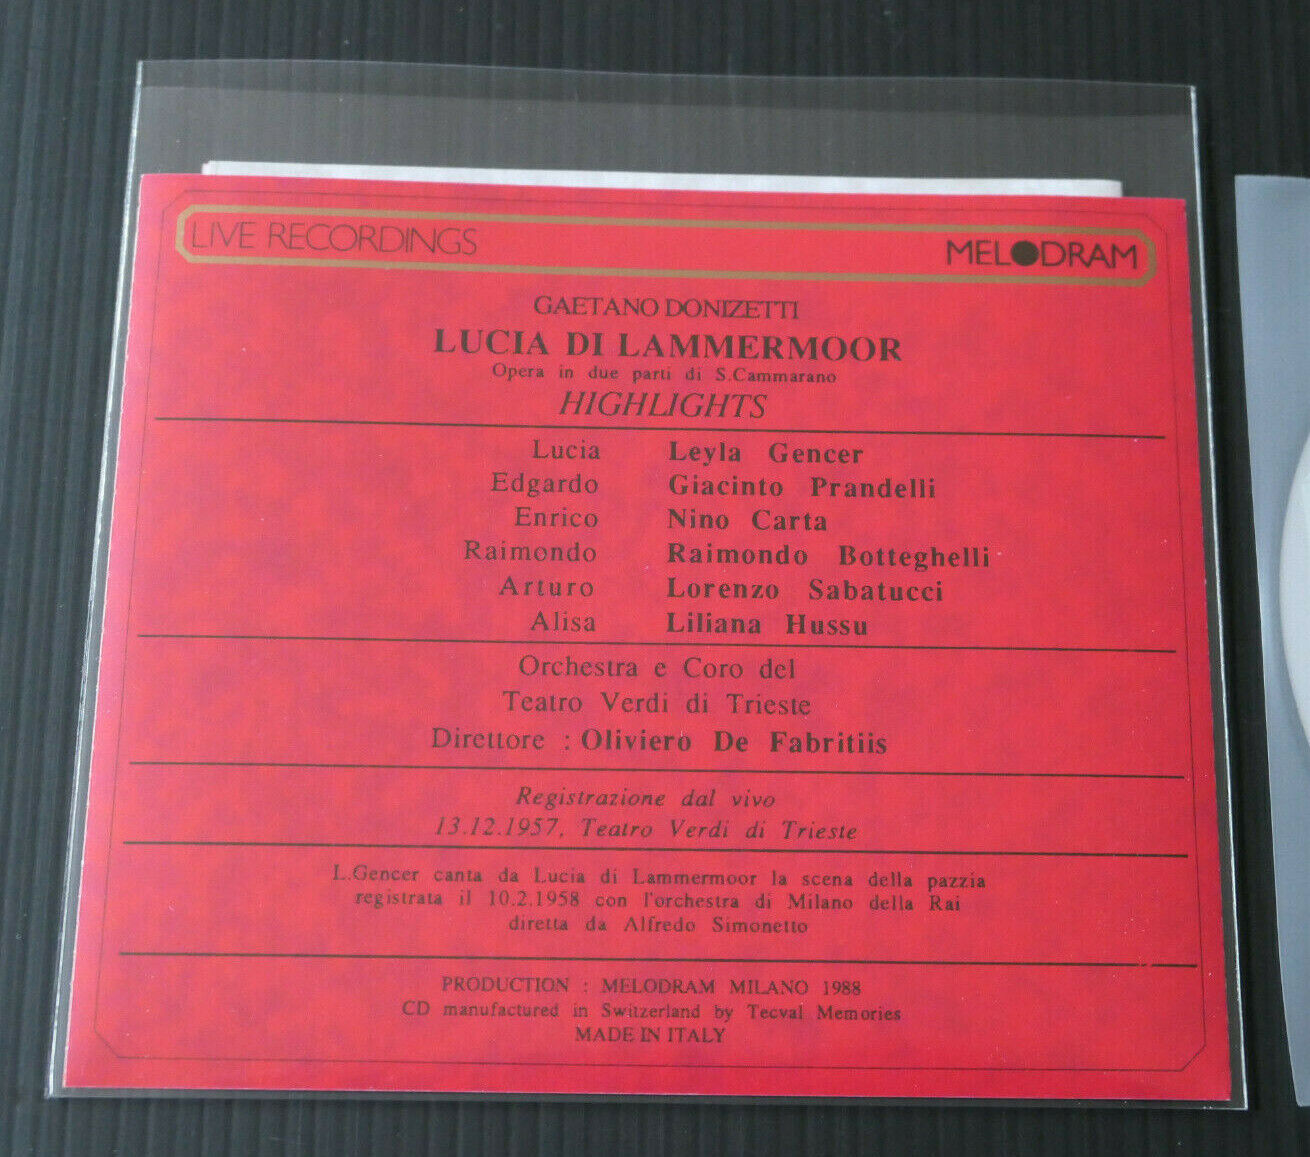 LIVE RECORDINGS
MELODRAM
GAETANO DONIZETTI
LUCIA DI LAMMERMOOR
Opera in due parti di S.Cammarano
HIGHLIGHTS
Lucia Leyla Gencer
Edgardo Giacinto Prandelli
Enrico Nino Carta
Raimondo Raimondo Botteghelli
Arturo Lorenzo Sabatucci
Alisa Liliana Hussu
Orchestra e Coro del
Teatro Verdi di Trieste
Direttore : Oliviero De Fabritiis
Registrazione dal vivo
13.12.1957, Teatro Verdi di Trieste
L.Gencer canta da Lucia di Lammermoor la scena della pazzia
registrata il 10.2.1958 con l'orchestra di Milano della Rai
diretta da Alfredo Simonetto
PRODUCTION : MELODRAM MILANO 1988
CD manufactured in Switzerland by Tecval Memories
MADE IN ITALY